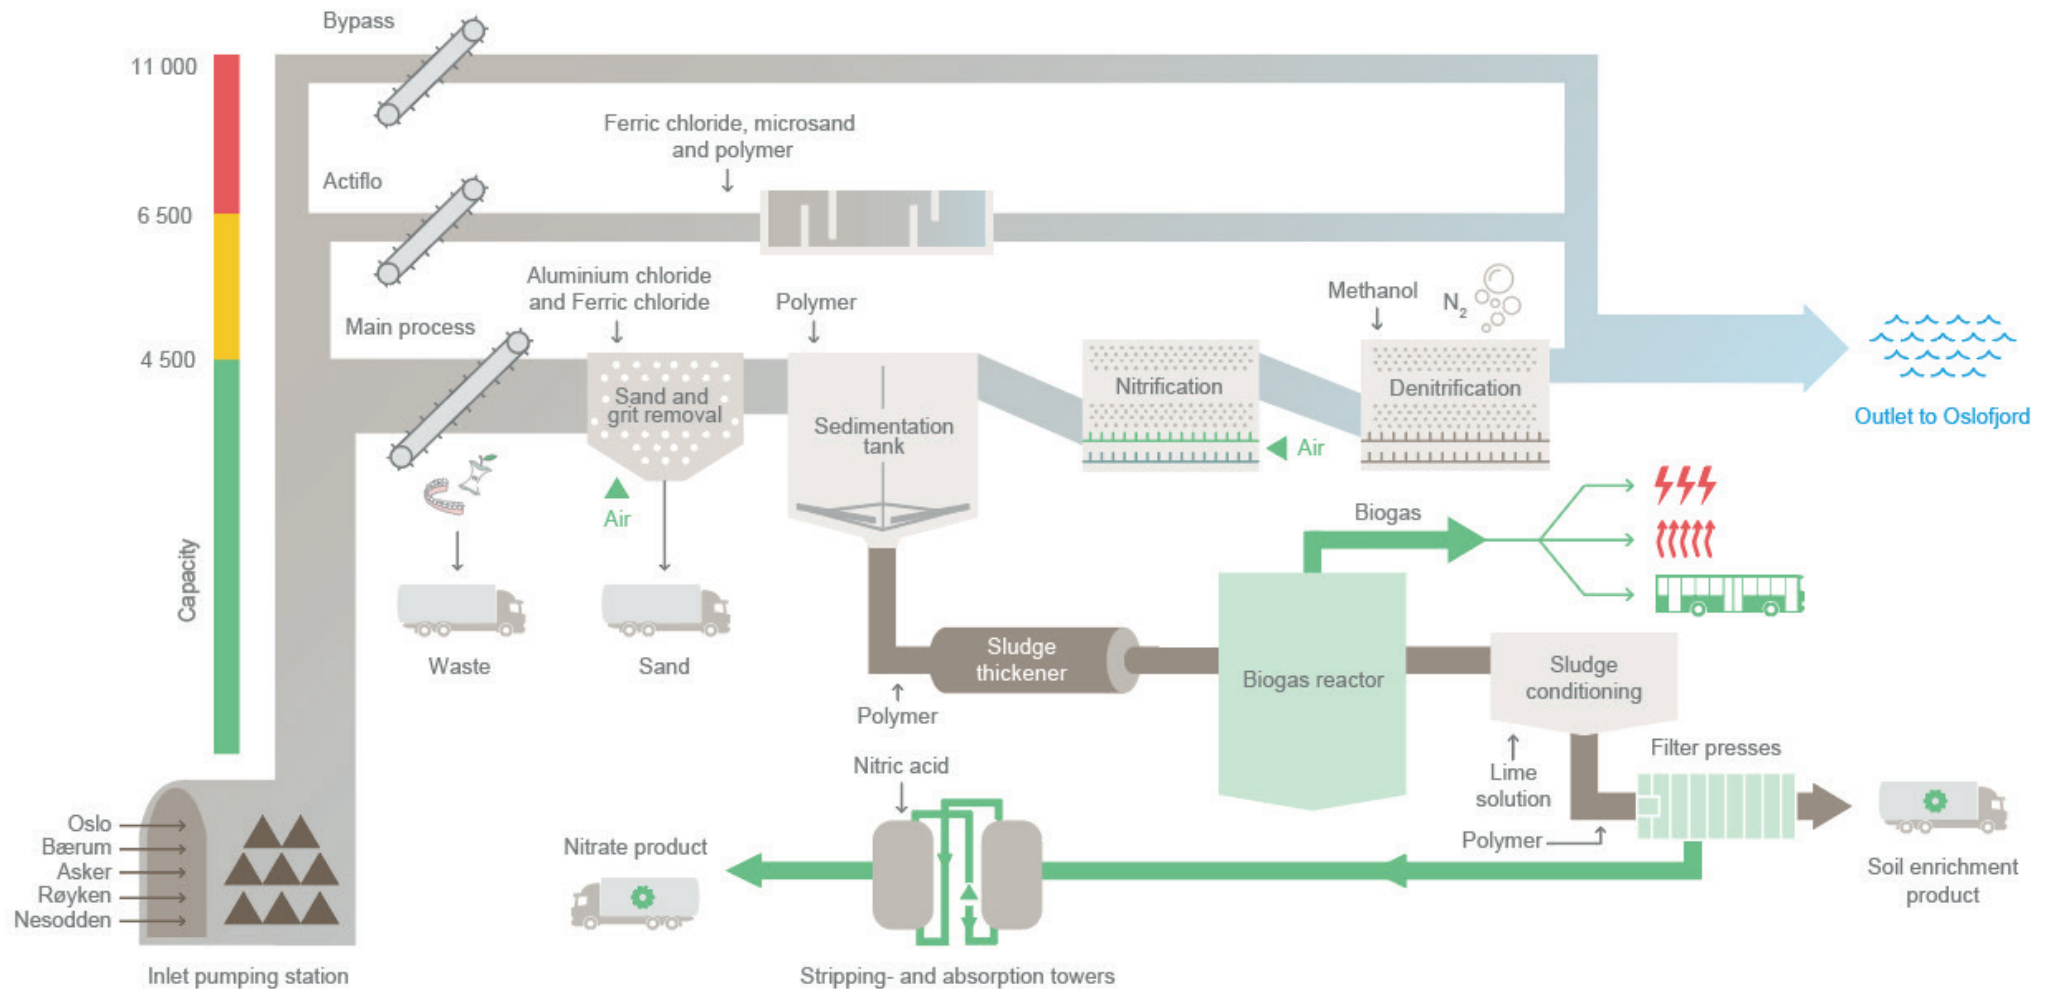 Bypass
11 000
Ferric chloride, microsand
and polymer
Actiflo
6 500
Aluminium chloride
and Ferric chloride
Polymer
Methanol
N2
Main process
4 500
Sand and
grit removal
Sedimentation
tank
Nitrification
Denitrification
Outlet to Oslofjord
Air
Air
Biogas
Capacity
Waste
Sand
Sludge
thickener
Biogas reactor
Sludge
conditioning
Polymer
Filter presses
Nitric acid
Lime
solution
Polymer
Oslo
Bærum
Asker
Røyken
Nesodden
Nitrate product
Soil enrichment
product
Inlet pumping station
Stripping- and absorption towers